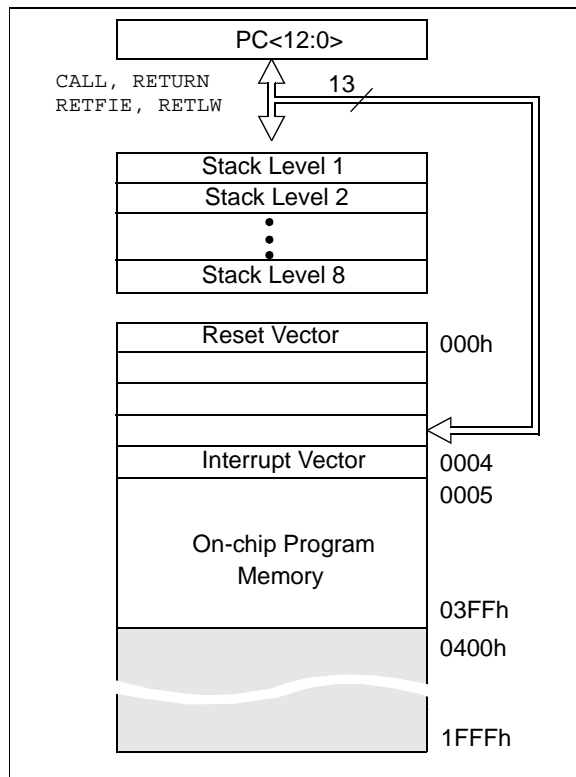 PC<12:0>
CALL, RETURN
RETFIE, RETLW
13
Stack Level 1
Stack Level 2
Stack Level 8
Reset Vector
000h
Interrupt Vector
0004
0005
On-chip Program
Memory
03FFh
0400h
1FFFh